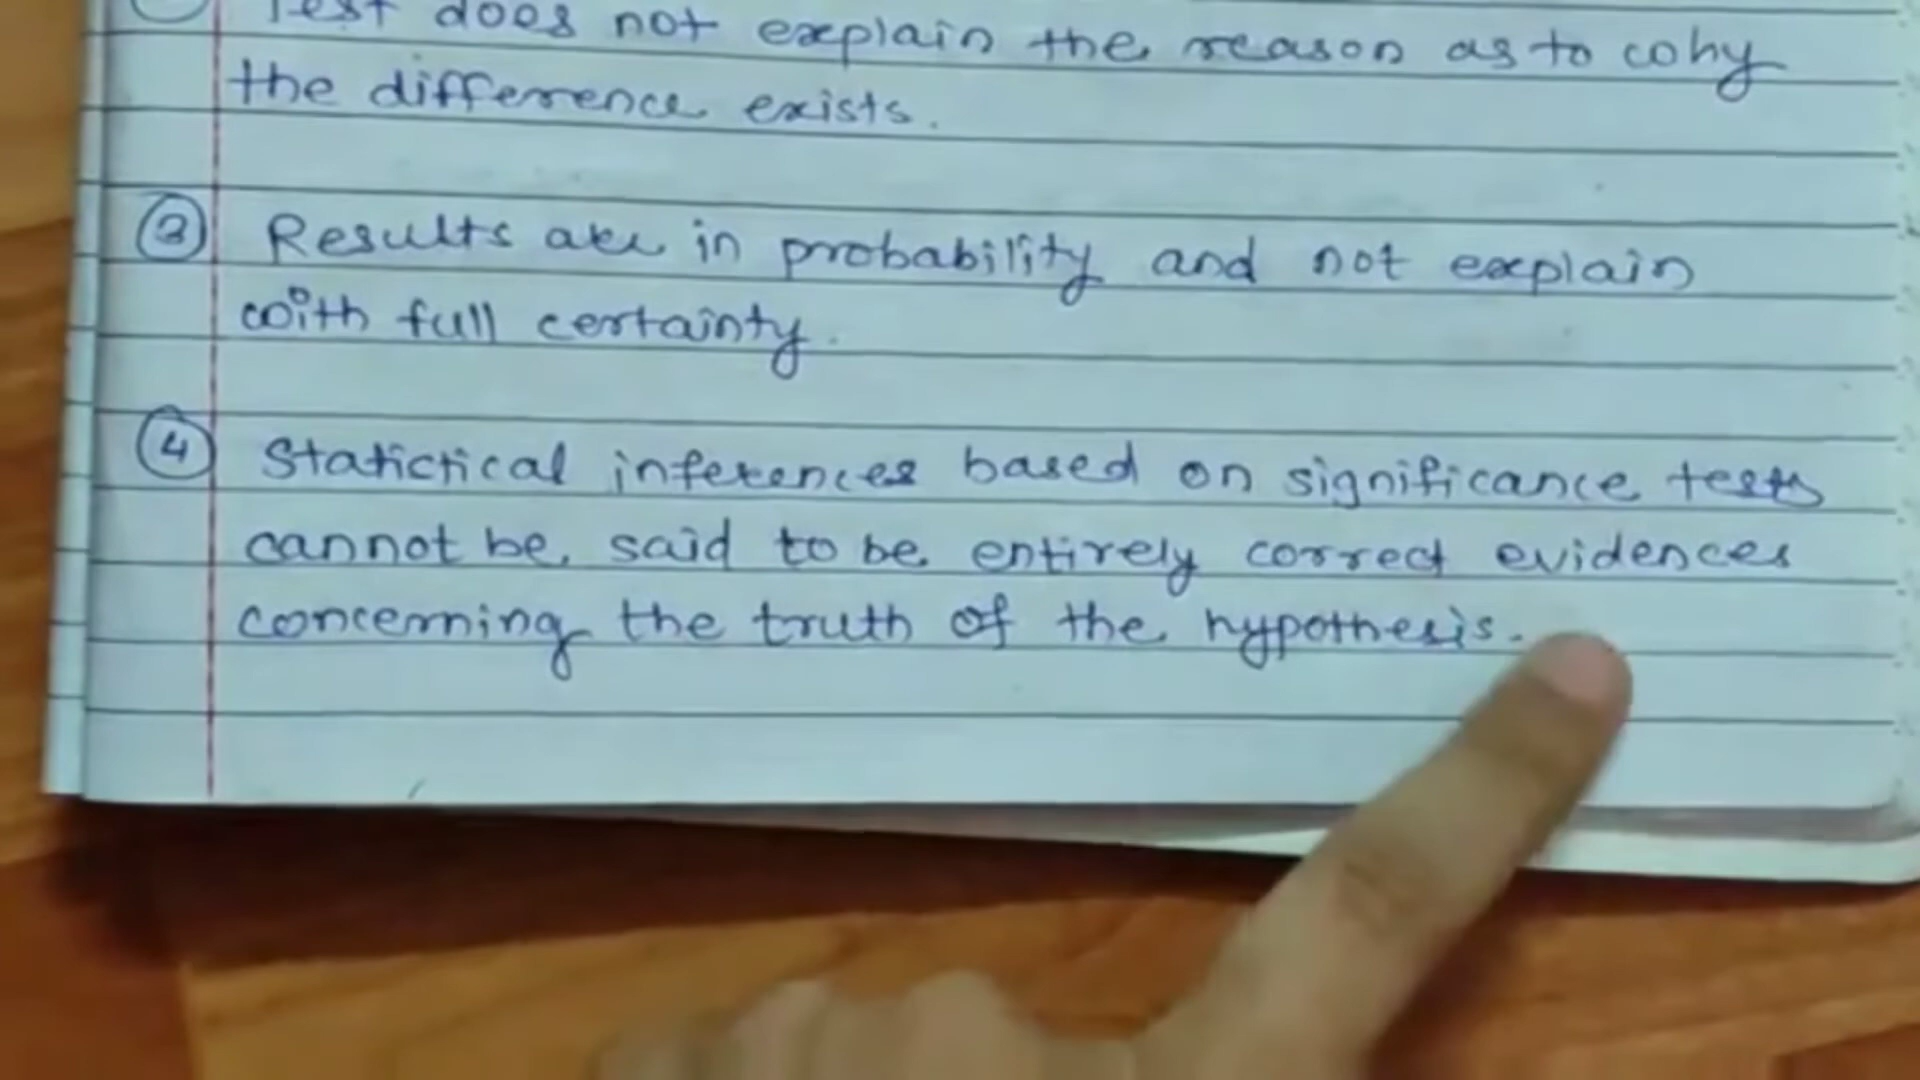 Test does not explain the reason as to why
the difference exists.
③ Results are in probability and not explain
with full certainty.
④ Statictical inferences based on significance tests
cannot be said to be entirely correct evidences
concerning the truth of the hypothesis.